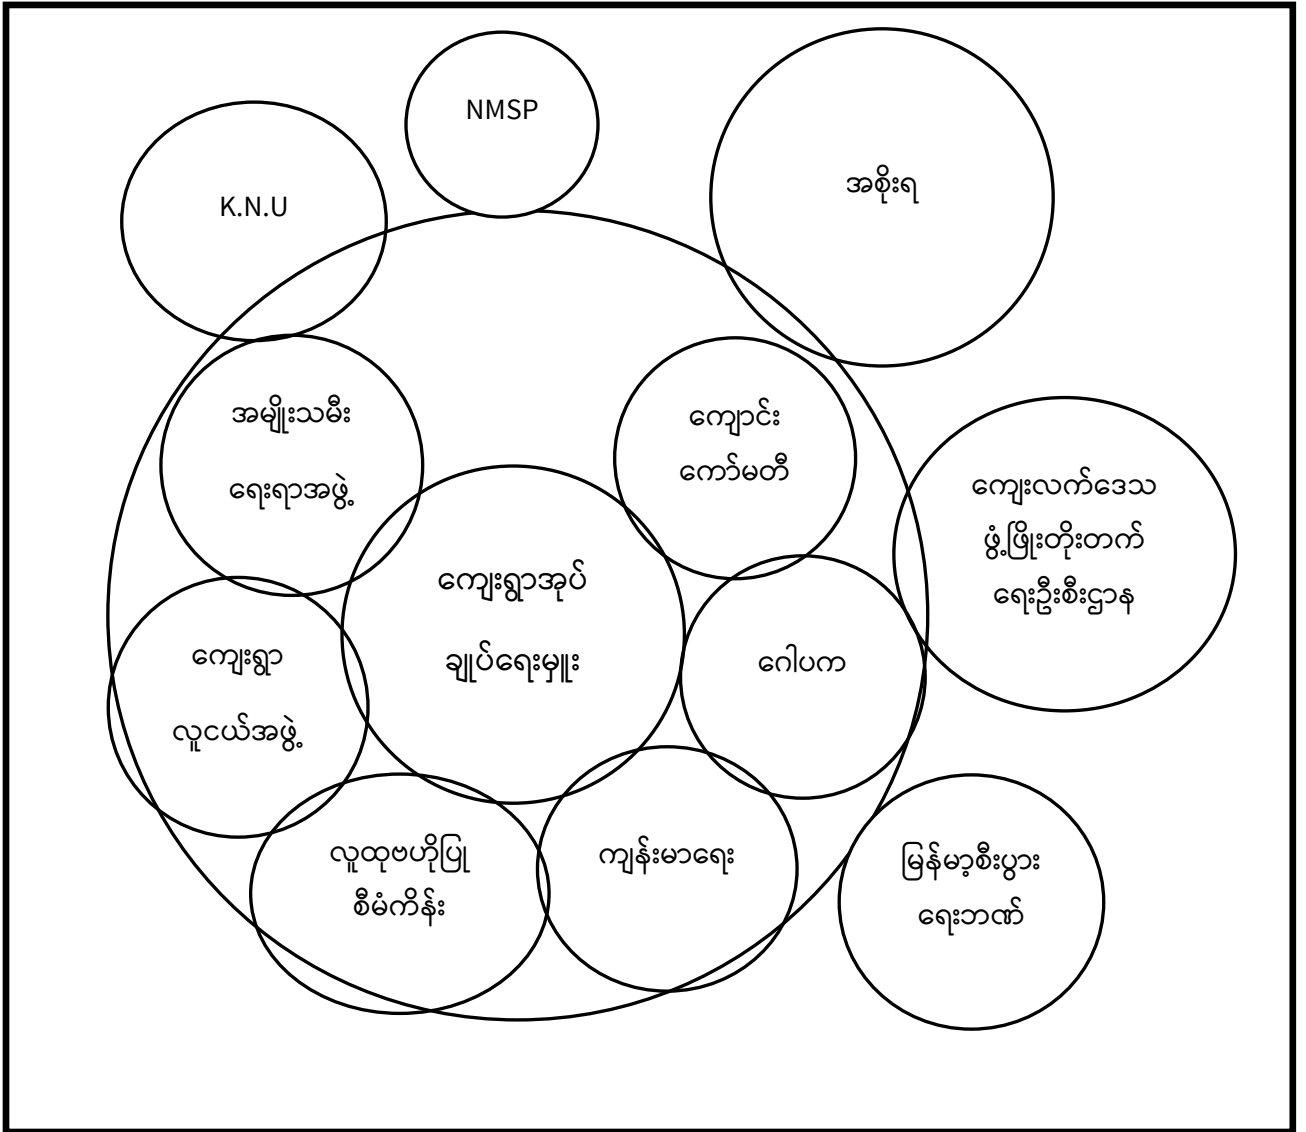 NMSP
K.N.U
အစိုးရ
အမျိုးသမီး
ရေးရာအဖွဲ့
ကျောင်း
ကော်မတီ
ကျေးလက်ဒေသ
ဖွံ့ဖြိုးတိုးတက်
ရေးဦးစီးဌာန
ကျေးရွာအုပ်
ချုပ်ရေးမှူး
ကျေးရွာ
လူငယ်အဖွဲ့
ဂေါပက
လူထုဗဟိုပြု
စီမံကိန်း
ကျန်းမာရေး
မြန်မာ့စီးပွား
ရေးဘဏ်